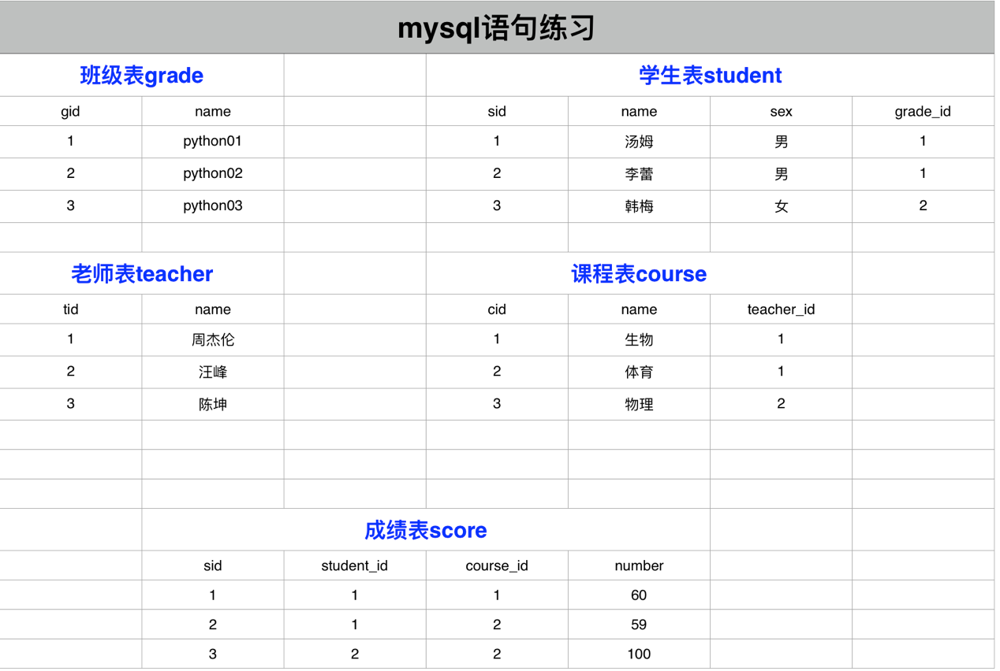 mysql语句练习
班级表grade 学生表student
gid name sid name sex grade_id
1 python01 1 汤姆 男 1
2 python02 2 李蕾 男 1
3 python03 3 韩梅 女 2
老师表teacher 课程表course
tid name cid name teacher_id
1 周杰伦 1 生物 1
2 汪峰 2 体育 1
3 陈坤 3 物理 2
成绩表score
sid student_id course_id number
1 1 1 60
2 1 2 59
3 2 2 100